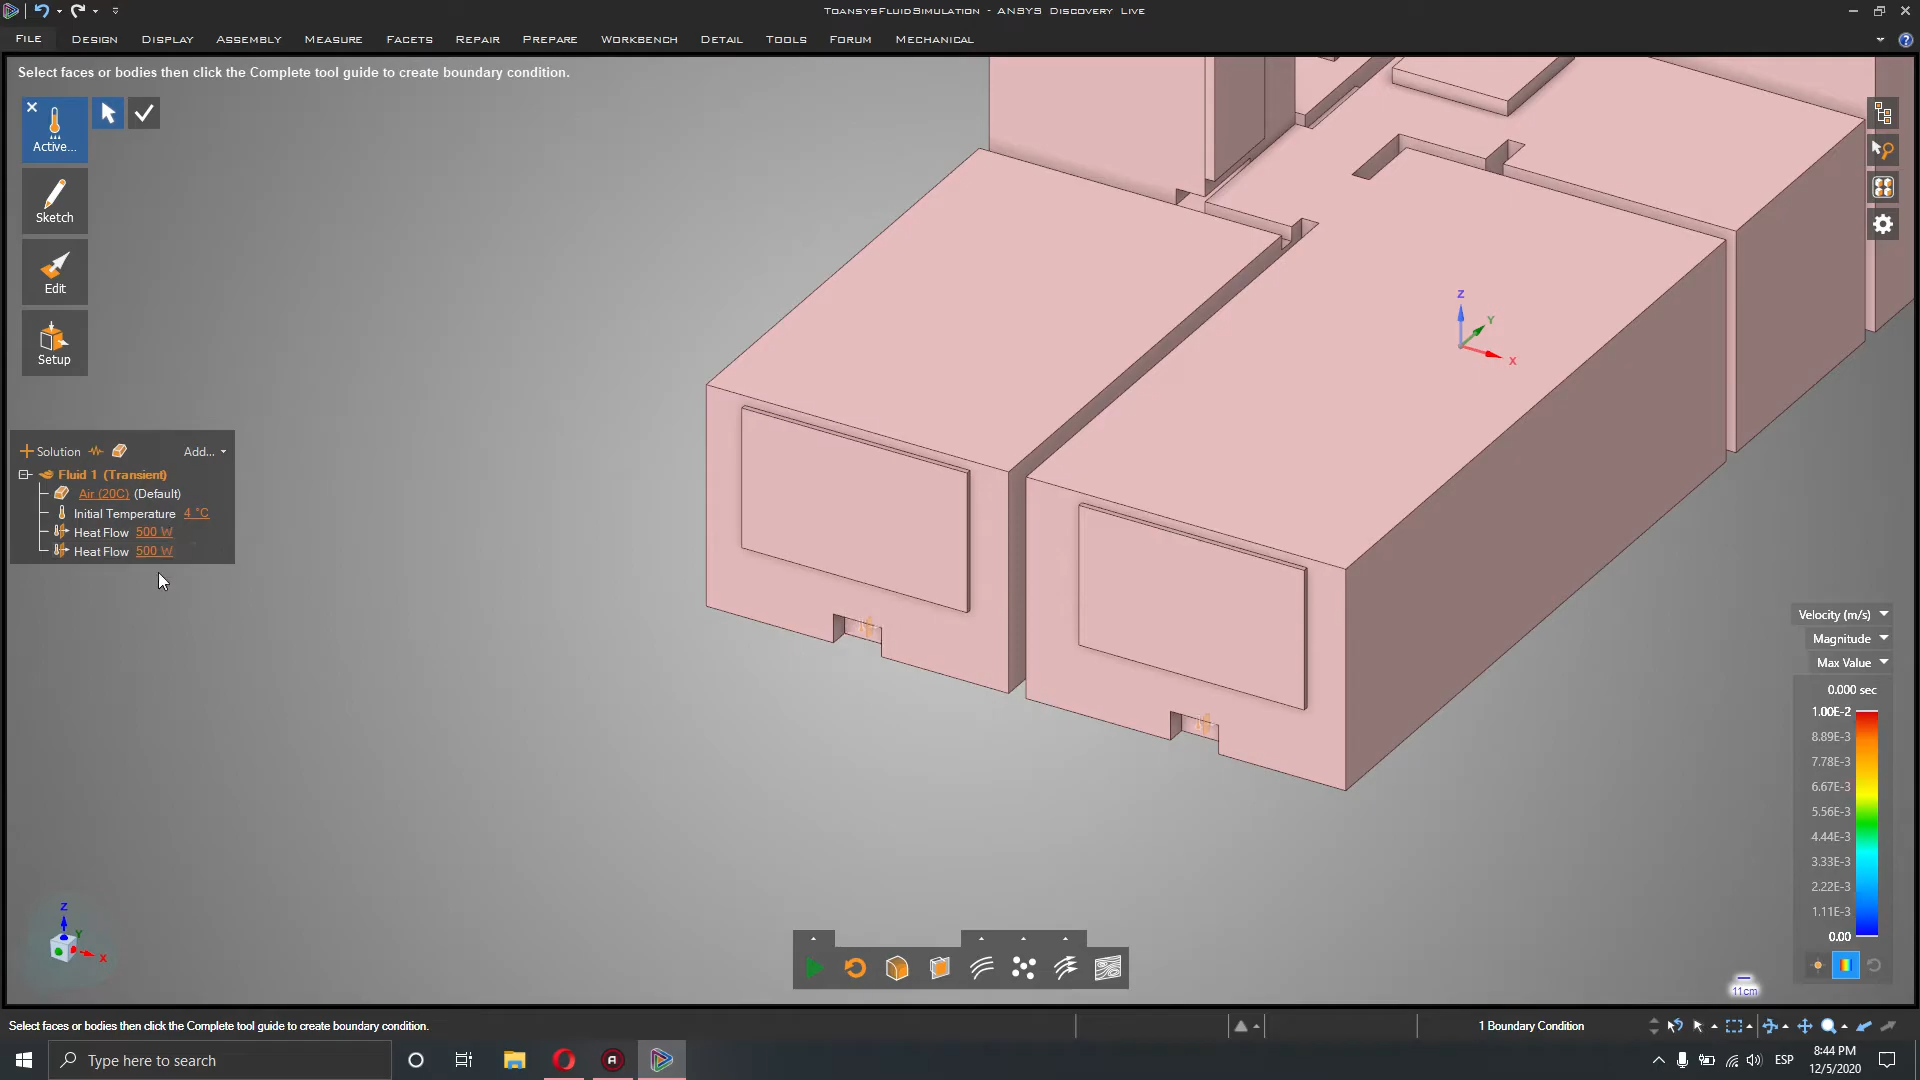 ToansysFluidSimulation - ANSYS Discovery Live
File Design Display Assembly Measure Facets Repair Prepare Workbench Detail Tools Forum Mechanical
Select faces or bodies then click the Complete tool guide to create boundary condition.
Active...
Sketch
Edit
Setup
Solution Add...
Fluid 1 (Transient)
Air (20C) (Default)
Initial Temperature 4 °C
Heat Flow 500 W
Heat Flow 500 W
Z
Y
X
Velocity (m/s)
Magnitude
Max Value
0.000 sec
1.00E-2
8.89E-3
7.78E-3
6.67E-3
5.56E-3
4.44E-3
3.33E-3
2.22E-3
1.11E-3
0.00
Z
Y
X
11cm
Select faces or bodies then click the Complete tool guide to create boundary condition.
1 Boundary Condition
Type here to search
ESP
8:44 PM
12/5/2020